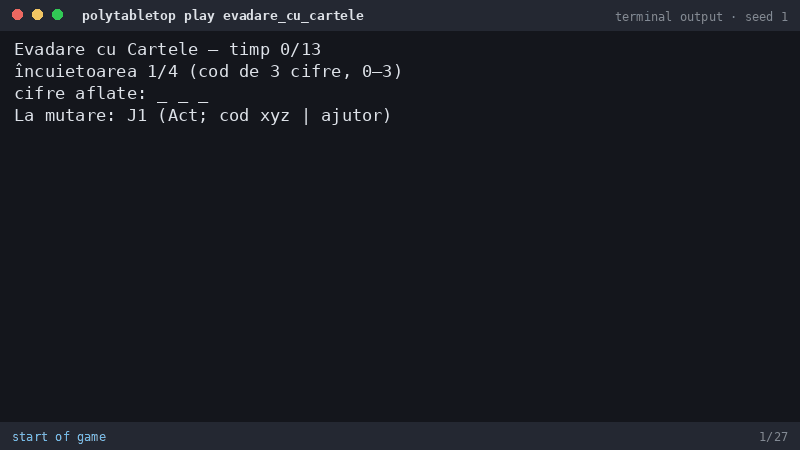 polytabletop play evadare_cu_cartele
terminal output · seed 1
Evadare cu Cartele — timp 0/13
încuietoarea 1/4 (cod de 3 cifre, 0–3)
cifre aflate: _ _ _
La mutare: J1 (Act; cod xyz | ajutor)
start of game
1/27